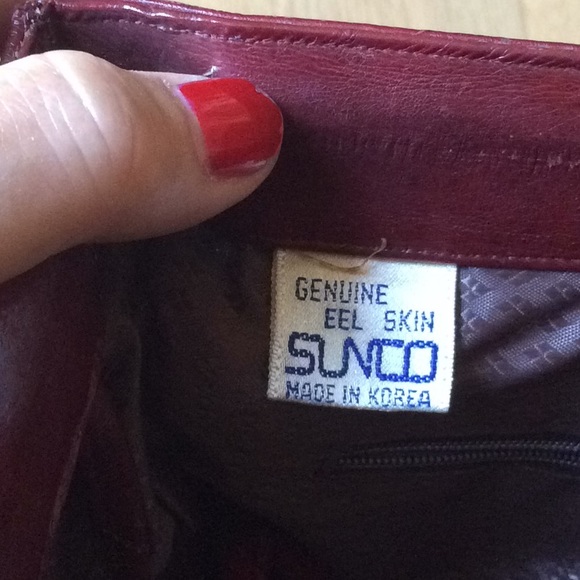 GENUINE
EEL SKIN
SUNCO
MADE IN KOREA